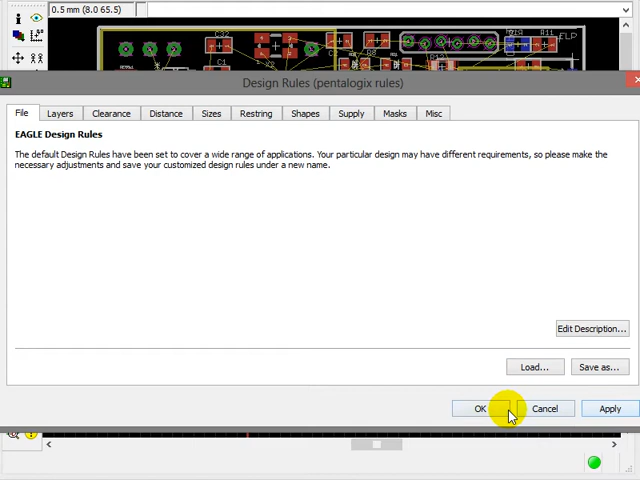 0.5 mm (8.0 65.5)
C32
C1
Design Rules (pentalogix rules)
File Layers Clearance Distance Sizes Restring Shapes Supply Masks Misc
EAGLE Design Rules
The default Design Rules have been set to cover a wide range of applications. Your particular design may have different requirements, so please make the
necessary adjustments and save your customized design rules under a new name.
Edit Description...
Load... Save as...
OK Cancel Apply